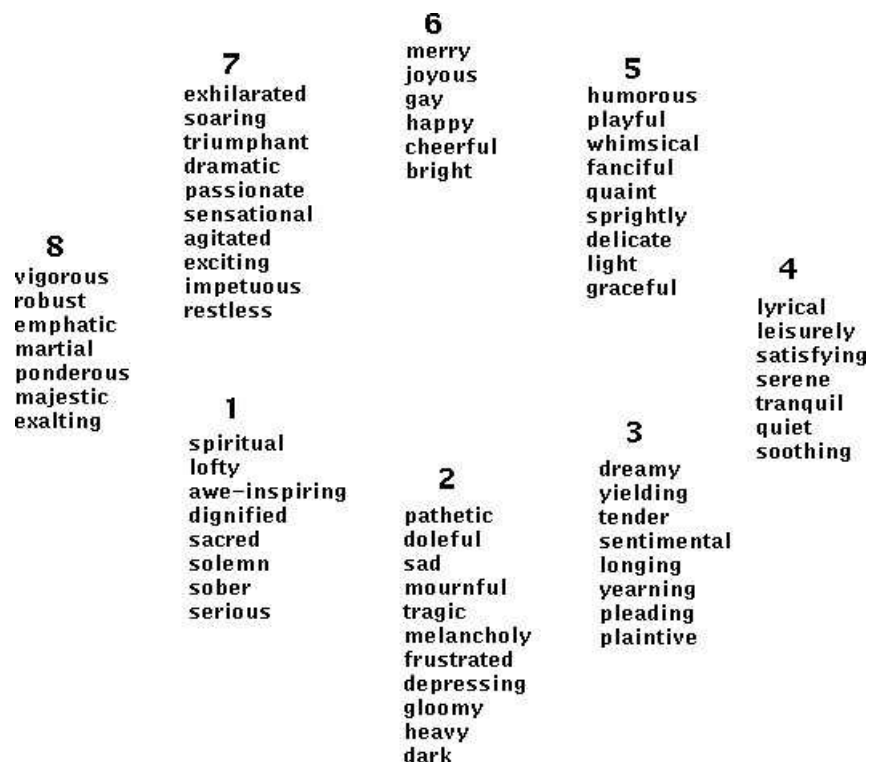 6
merry
joyous
gay
happy
cheerful
bright
7
exhilarated
soaring
triumphant
dramatic
passionate
sensational
agitated
exciting
impetuous
restless
5
humorous
playful
whimsical
fanciful
quaint
sprightly
delicate
light
graceful
8
vigorous
robust
emphatic
martial
ponderous
majestic
exalting
4
lyrical
leisurely
satisfying
serene
tranquil
quiet
soothing
1
spiritual
lofty
awe-inspiring
dignified
sacred
solemn
sober
serious
2
pathetic
doleful
sad
mournful
tragic
melancholy
frustrated
depressing
gloomy
heavy
dark
3
dreamy
yielding
tender
sentimental
longing
yearning
pleading
plaintive